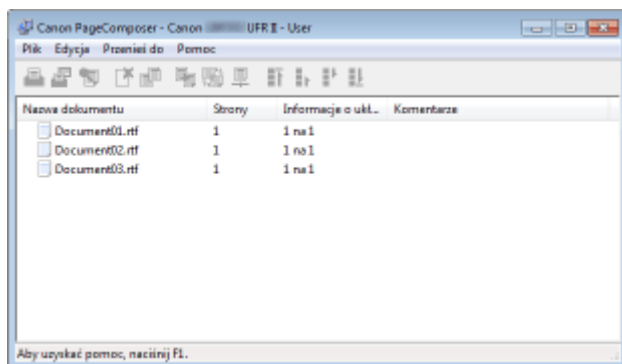 Canon PageComposer - Canon UFR II - User
Plik Edycja Przenieś do Pomoc
Nazwa dokumentu Strony Informacje o ukł... Komentarze
Document01.rtf 1 1 na 1
Document02.rtf 1 1 na 1
Document03.rtf 1 1 na 1
Aby uzyskać pomoc, naciśnij F1.